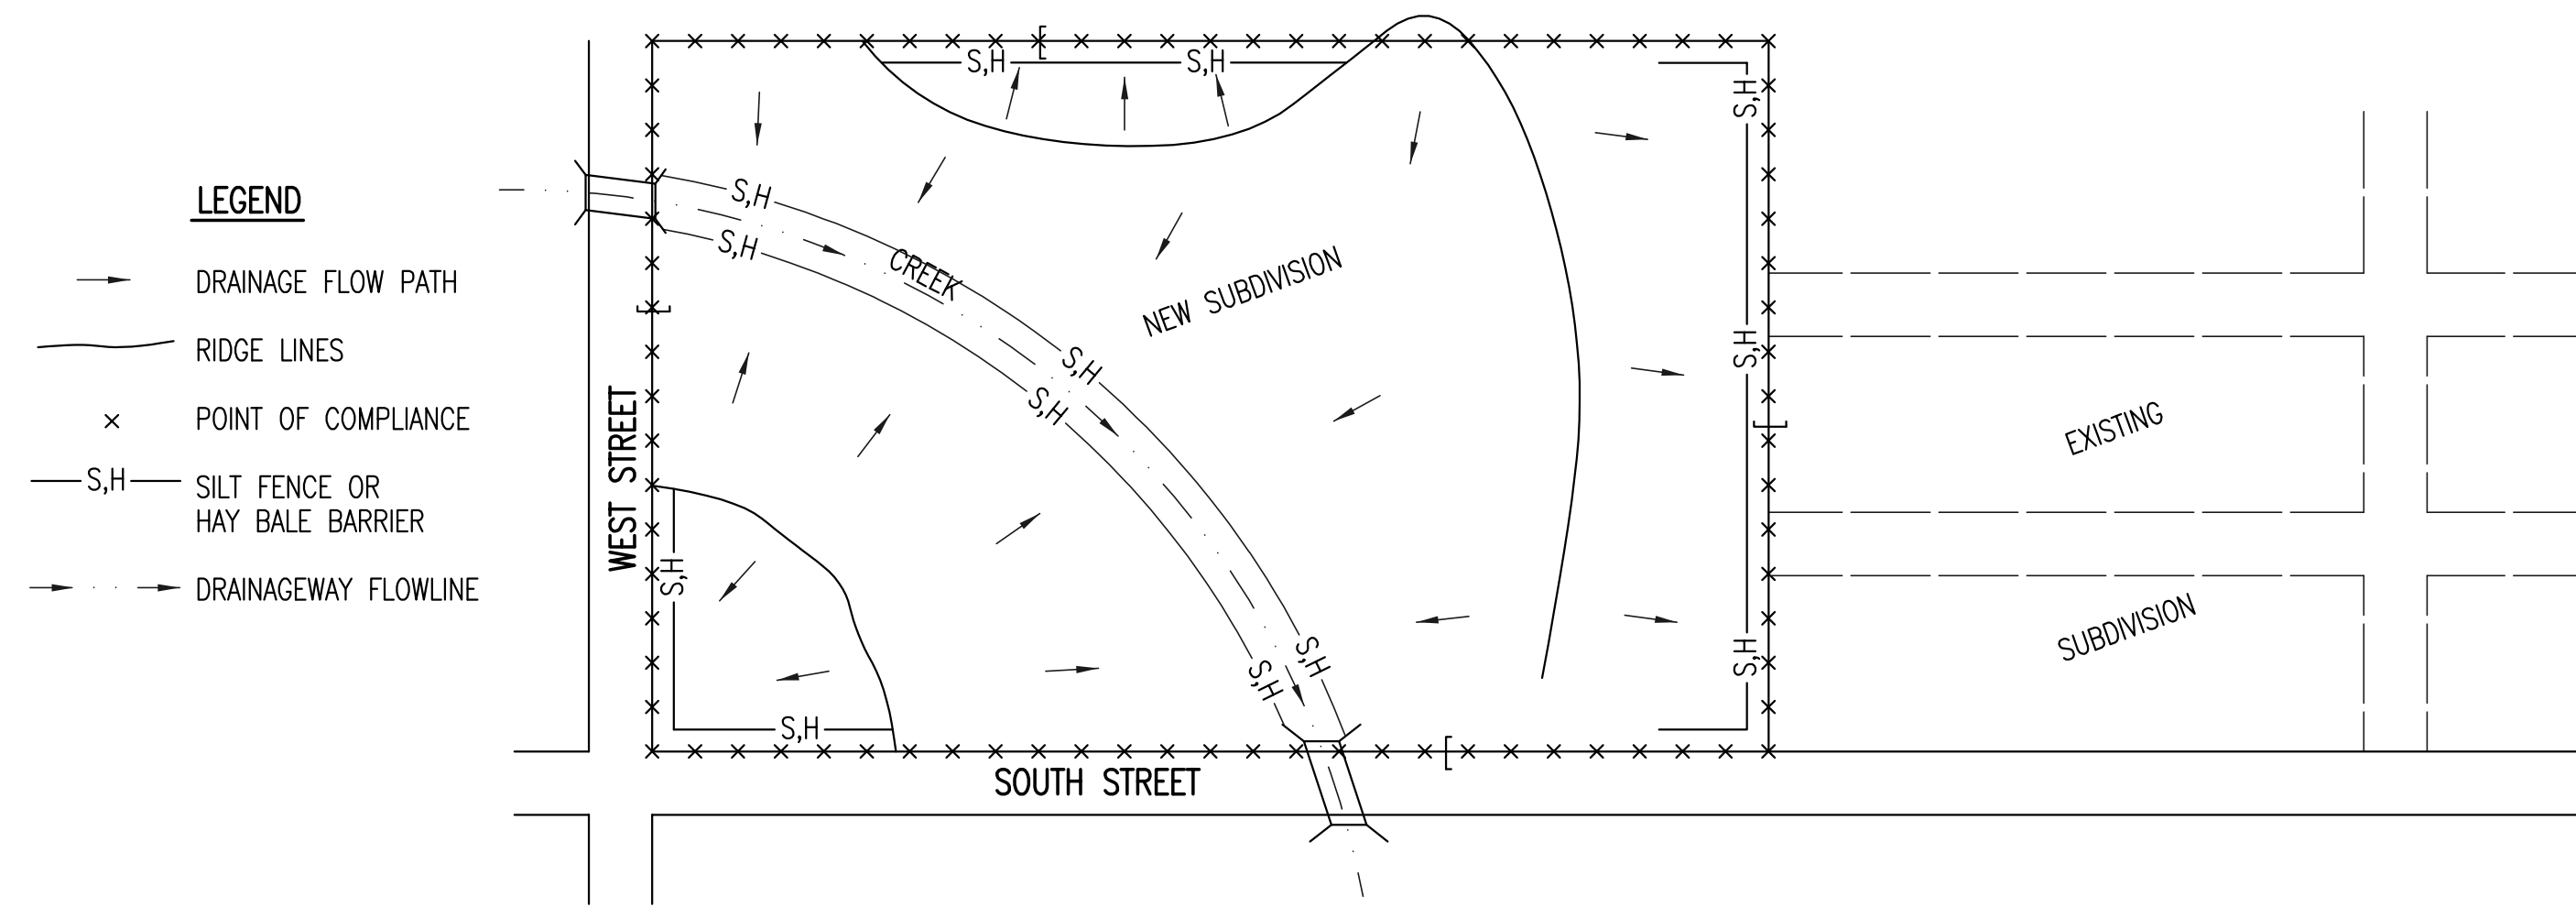 LEGEND
DRAINAGE FLOW PATH
RIDGE LINES
POINT OF COMPLIANCE
S,H
SILT FENCE OR
HAY BALE BARRIER
DRAINAGEWAY FLOWLINE
S,H
S,H
S,H
S,H
S,H
CREEK
NEW SUBDIVISION
S,H
S,H
S,H
WEST STREET
EXISTING
S,H
SUBDIVISION
S,H
S,H
S,H
S,H
SOUTH STREET